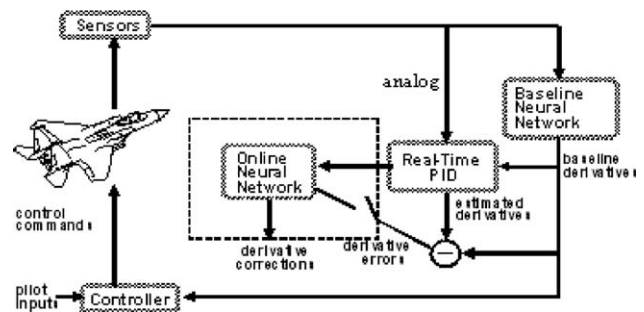 Sensors
analog
Baseline
Neural
Network
Online
Neural
Network
Real-Time
PID
baseline
derivatives
estimated
derivatives
control
commands
derivative
corrections
derivative
errors
pilot
inputs
Controller